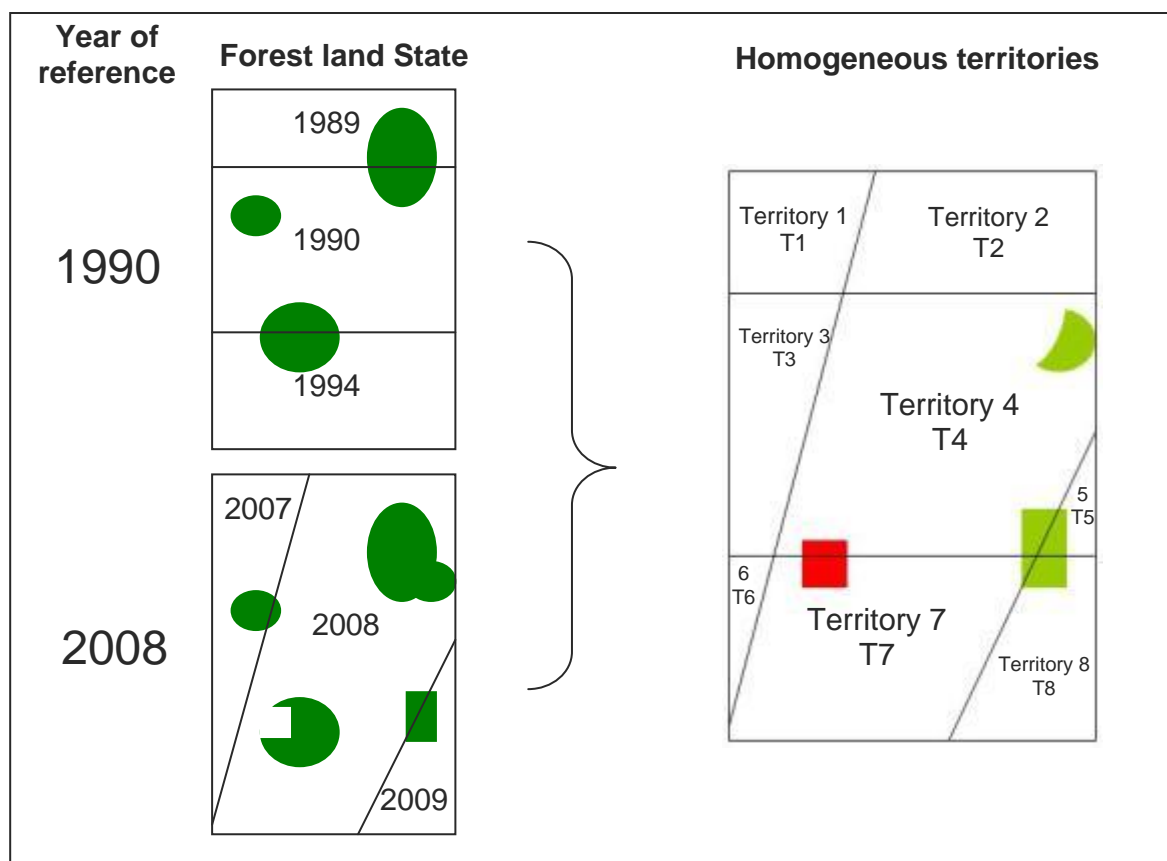 Year of
reference
Forest land State
Homogeneous territories
1989
1990
1990
1994
2007
2008
2008
2009
Territory 1
T1
Territory 2
T2
Territory 3
T3
Territory 4
T4
5
T5
6
T6
Territory 7
T7
Territory 8
T8